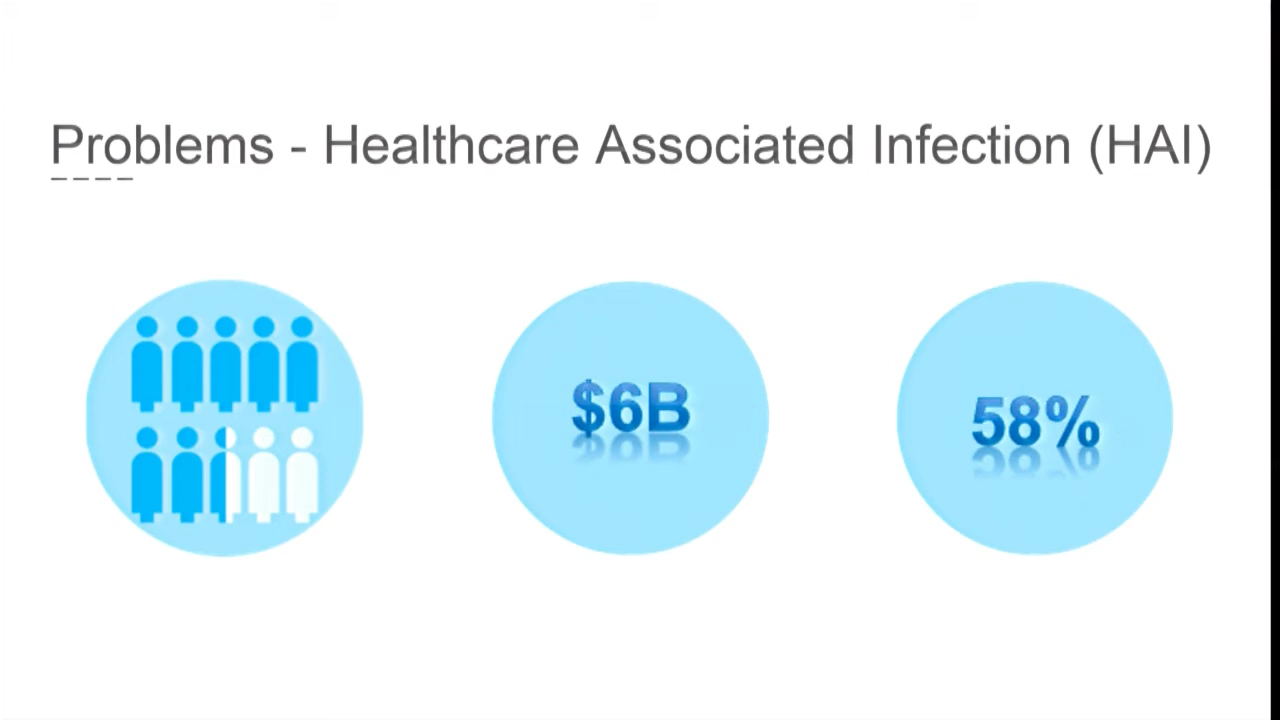 Problems - Healthcare Associated Infection (HAI)
$6B
58%